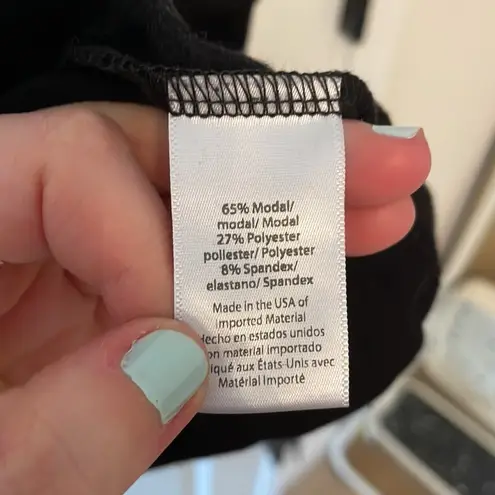 65% Modal/
modal/ Modal
27% Polyester
poliester/ Polyester
8% Spandex/
elastano/ Spandex
Made in the USA of
Imported Material
en estados unidos
material importado
aux États-Unis avec
Matérial Importé